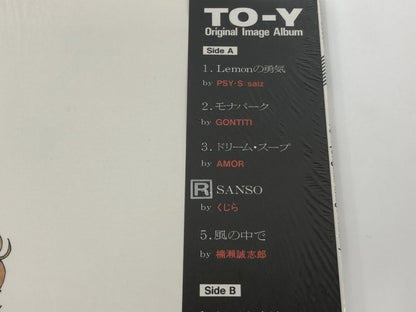 TO-Y
Original Image Album
Side A
1. Lemonの勇気
by PSY・S saiz
2. モナパーク
by GONTITI
3. ドリーム・スープ
by AMOR
R SANSO
by くじら
5. 風の中で
by 楠瀬誠志郎
Side B